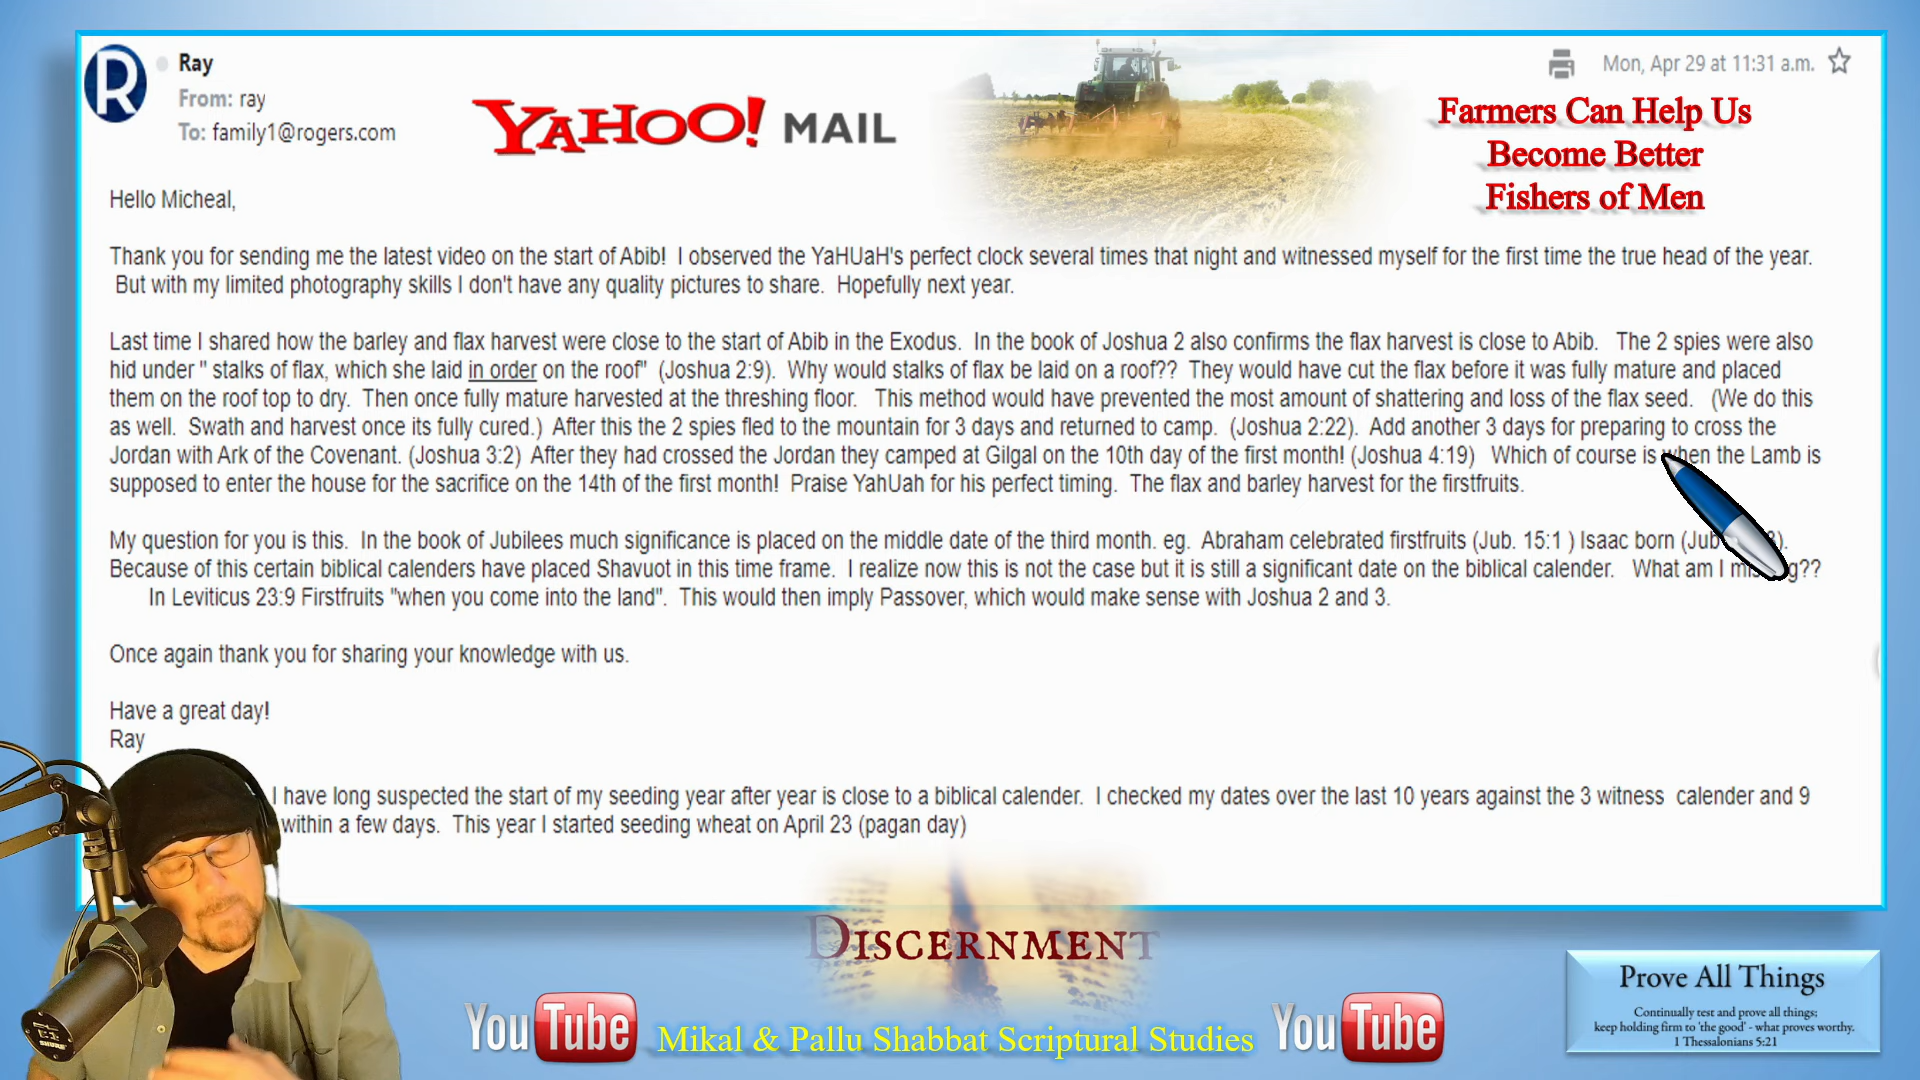 R
Ray
From: ray
To: family1@rogers.com
YAHOO! MAIL
Mon, Apr 29 at 11:31 a.m.
Farmers Can Help Us
Become Better
Fishers of Men
Hello Micheal,
Thank you for sending me the latest video on the start of Abib!  I observed the YaHUaH's perfect clock several times that night and witnessed myself for the first time the true head of the year.
But with my limited photography skills I don't have any quality pictures to share.  Hopefully next year.
Last time I shared how the barley and flax harvest were close to the start of Abib in the Exodus.  In the book of Joshua 2 also confirms the flax harvest is close to Abib.   The 2 spies were also
hid under " stalks of flax, which she laid in order on the roof"  (Joshua 2:9).  Why would stalks of flax be laid on a roof??  They would have cut the flax before it was fully mature and placed
them on the roof top to dry.  Then once fully mature harvested at the threshing floor.   This method would have prevented the most amount of shattering and loss of the flax seed.   (We do this
as well.  Swath and harvest once its fully cured.)  After this the 2 spies fled to the mountain for 3 days and returned to camp.  (Joshua 2:22).  Add another 3 days for preparing to cross the
Jordan with Ark of the Covenant. (Joshua 3:2)  After they had crossed the Jordan they camped at Gilgal on the 10th day of the first month! (Joshua 4:19)   Which of course is when the Lamb is
supposed to enter the house for the sacrifice on the 14th of the first month!  Praise YahUah for his perfect timing.  The flax and barley harvest for the firstfruits.
My question for you is this.  In the book of Jubilees much significance is placed on the middle date of the third month. eg.  Abraham celebrated firstfruits (Jub. 15:1 ) Isaac born (Jub
Because of this certain biblical calenders have placed Shavuot in this time frame.  I realize now this is not the case but it is still a significant date on the biblical calender.   What am I
In Leviticus 23:9 Firstfruits "when you come into the land".  This would then imply Passover, which would make sense with Joshua 2 and 3.
Once again thank you for sharing your knowledge with us.
Have a great day!
Ray
I have long suspected the start of my seeding year after year is close to a biblical calender.  I checked my dates over the last 10 years against the 3 witness  calender and 9
within a few days.  This year I started seeding wheat on April 23 (pagan day)
DISCERNMENT
YouTube Mikal & Pallu Shabbat Scriptural Studies YouTube
Prove All Things
Continually test and prove all things;
keep holding firm to 'the good' - what proves worthy.
1 Thessalonians 5:21
SHURE